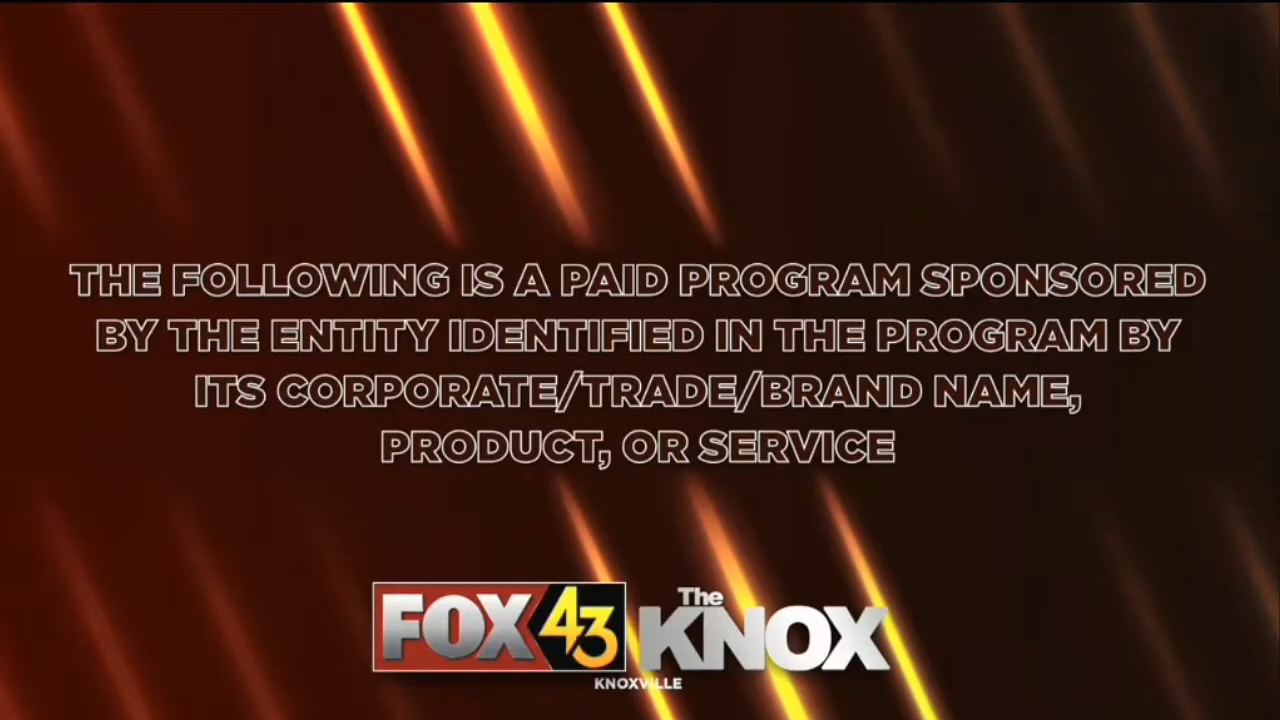 THE FOLLOWING IS A PAID PROGRAM SPONSORED
BY THE ENTITY IDENTIFIED IN THE PROGRAM BY
ITS CORPORATE/TRADE/BRAND NAME,
PRODUCT, OR SERVICE
FOX 43 The KNOX
KNOXVILLE